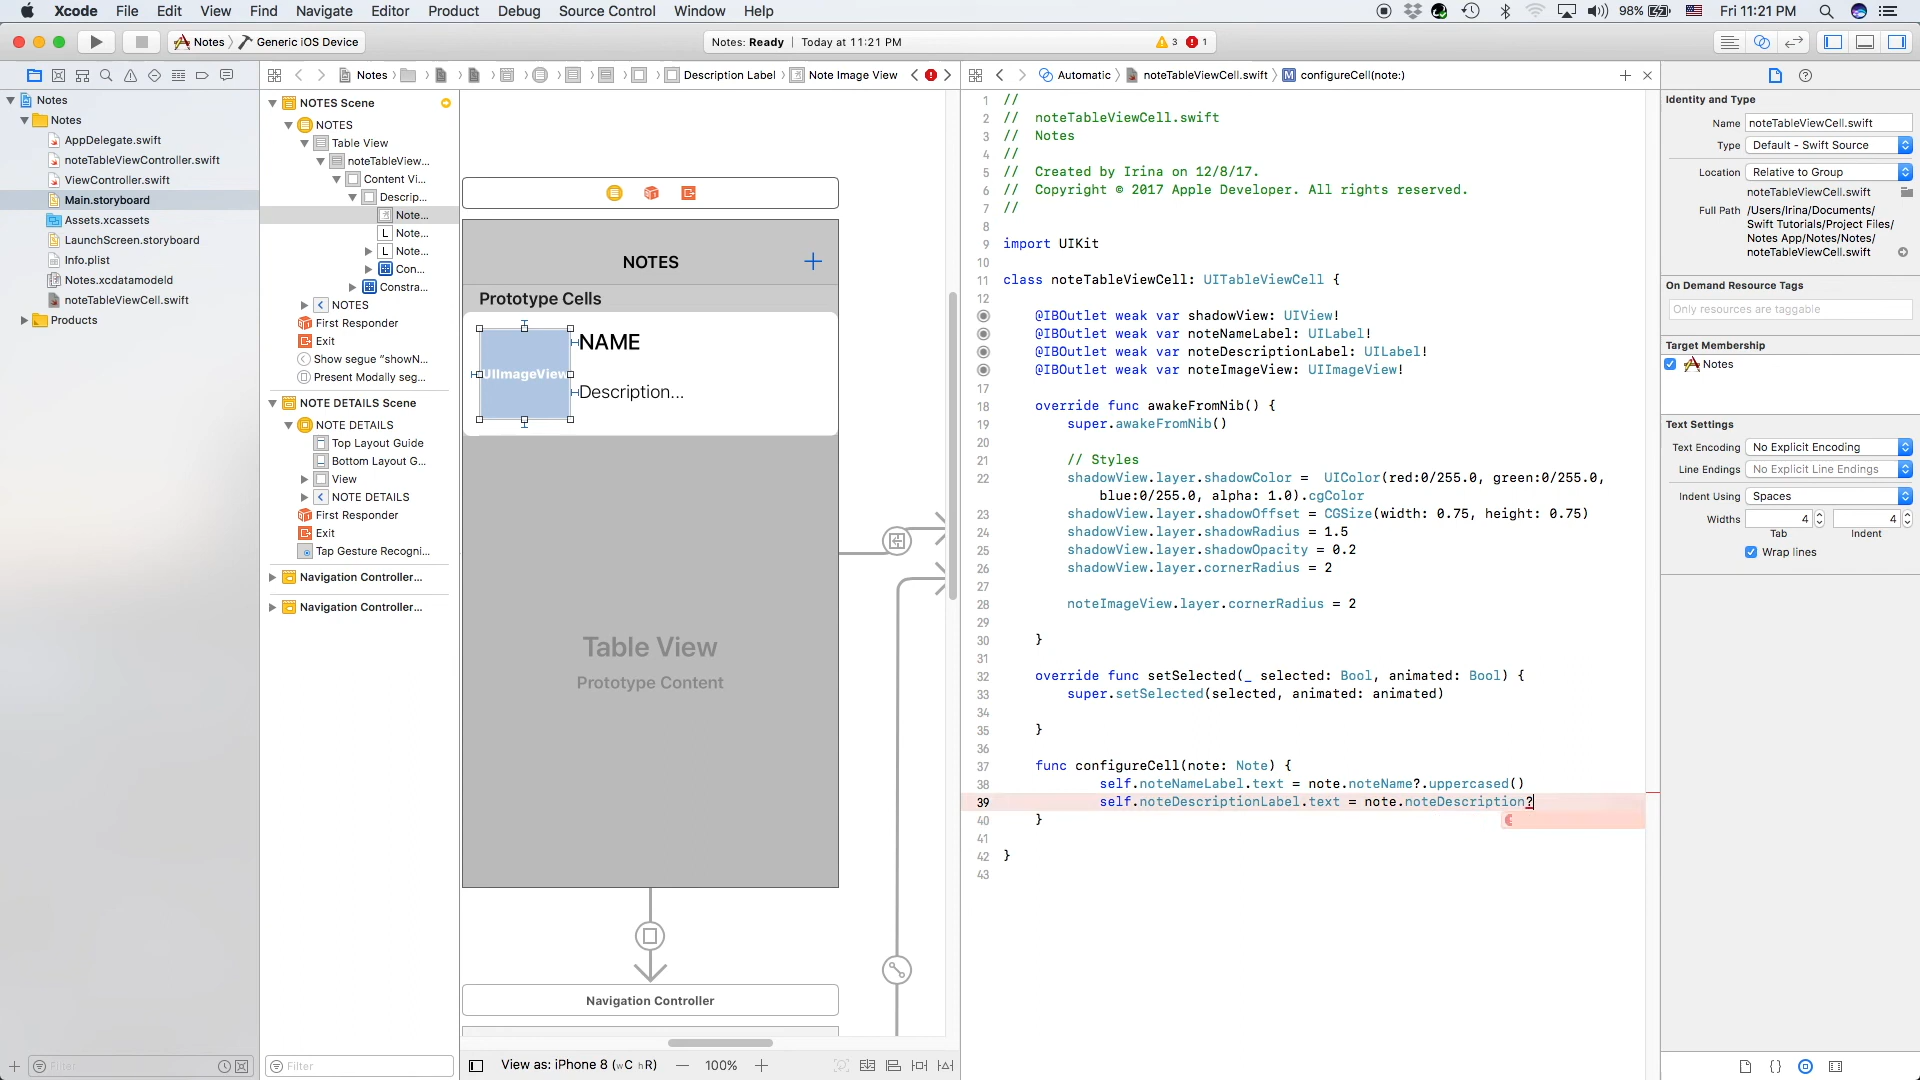 Xcode File Edit View Find Navigate Editor Product Debug Source Control Window Help 98% Fri 11:21 PM
Notes Generic iOS Device Notes: Ready | Today at 11:21 PM 3 1
Notes Description Label Note Image View Automatic noteTableViewCell.swift M configureCell(note:)
Notes
Notes
AppDelegate.swift
noteTableViewController.swift
ViewController.swift
Main.storyboard
Assets.xcassets
LaunchScreen.storyboard
Info.plist
Notes.xcdatamodeld
noteTableViewCell.swift
Products
Filter
NOTES Scene
NOTES
Table View
noteTableView...
Content Vi...
Descrip...
Note...
L Note...
L Note...
Con...
Constra...
NOTES
First Responder
Exit
Show segue "showN...
Present Modally seg...
NOTE DETAILS Scene
NOTE DETAILS
Top Layout Guide
Bottom Layout G...
View
NOTE DETAILS
First Responder
Exit
Tap Gesture Recogni...
Navigation Controller...
Navigation Controller...
Filter
NOTES
Prototype Cells
UIImageView
NAME
Description...
Table View
Prototype Content
Navigation Controller
View as: iPhone 8 (wC hR) 100%
1 //
2 //  noteTableViewCell.swift
3 //  Notes
4 //
5 //  Created by Irina on 12/8/17.
6 //  Copyright © 2017 Apple Developer. All rights reserved.
7 //
8
9 import UIKit
10
11 class noteTableViewCell: UITableViewCell {
12
@IBOutlet weak var shadowView: UIView!
@IBOutlet weak var noteNameLabel: UILabel!
@IBOutlet weak var noteDescriptionLabel: UILabel!
@IBOutlet weak var noteImageView: UIImageView!
17
18 override func awakeFromNib() {
19 super.awakeFromNib()
20
21 // Styles
22 shadowView.layer.shadowColor =  UIColor(red:0/255.0, green:0/255.0,
blue:0/255.0, alpha: 1.0).cgColor
23 shadowView.layer.shadowOffset = CGSize(width: 0.75, height: 0.75)
24 shadowView.layer.shadowRadius = 1.5
25 shadowView.layer.shadowOpacity = 0.2
26 shadowView.layer.cornerRadius = 2
27
28 noteImageView.layer.cornerRadius = 2
29
30 }
31
32 override func setSelected(_ selected: Bool, animated: Bool) {
33 super.setSelected(selected, animated: animated)
34
35 }
36
37 func configureCell(note: Note) {
38 self.noteNameLabel.text = note.noteName?.uppercased()
39 self.noteDescriptionLabel.text = note.noteDescription?
40 }
41
42 }
43
Identity and Type
Name noteTableViewCell.swift
Type Default - Swift Source
Location Relative to Group
noteTableViewCell.swift
Full Path /Users/Irina/Documents/
Swift Tutorials/Project Files/
Notes App/Notes/Notes/
noteTableViewCell.swift
On Demand Resource Tags
Only resources are taggable
Target Membership
Notes
Text Settings
Text Encoding No Explicit Encoding
Line Endings No Explicit Line Endings
Indent Using Spaces
Widths 4 4
Tab Indent
Wrap lines